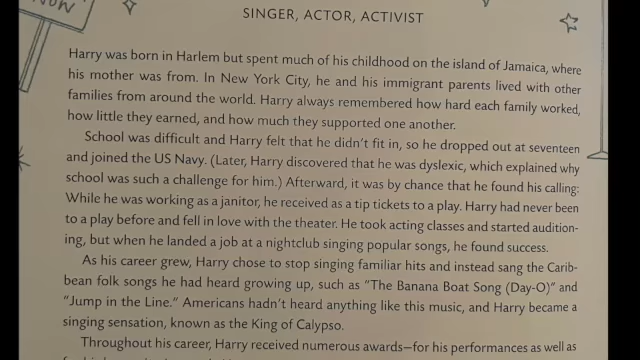 NOW
SINGER, ACTOR, ACTIVIST
Harry was born in Harlem but spent much of his childhood on the island of Jamaica, where
his mother was from. In New York City, he and his immigrant parents lived with other
families from around the world. Harry always remembered how hard each family worked,
how little they earned, and how much they supported one another.
School was difficult and Harry felt that he didn't fit in, so he dropped out at seventeen
and joined the US Navy. (Later, Harry discovered that he was dyslexic, which explained why
school was such a challenge for him.) Afterward, it was by chance that he found his calling:
While he was working as a janitor, he received as a tip tickets to a play. Harry had never been
to a play before and fell in love with the theater. He took acting classes and started audition-
ing, but when he landed a job at a nightclub singing popular songs, he found success.
As his career grew, Harry chose to stop singing familiar hits and instead sang the Carib-
bean folk songs he had heard growing up, such as "The Banana Boat Song (Day-O)" and
"Jump in the Line." Americans hadn't heard anything like this music, and Harry became a
singing sensation, known as the King of Calypso.
Throughout his career, Harry received numerous awards—for his performances as well as